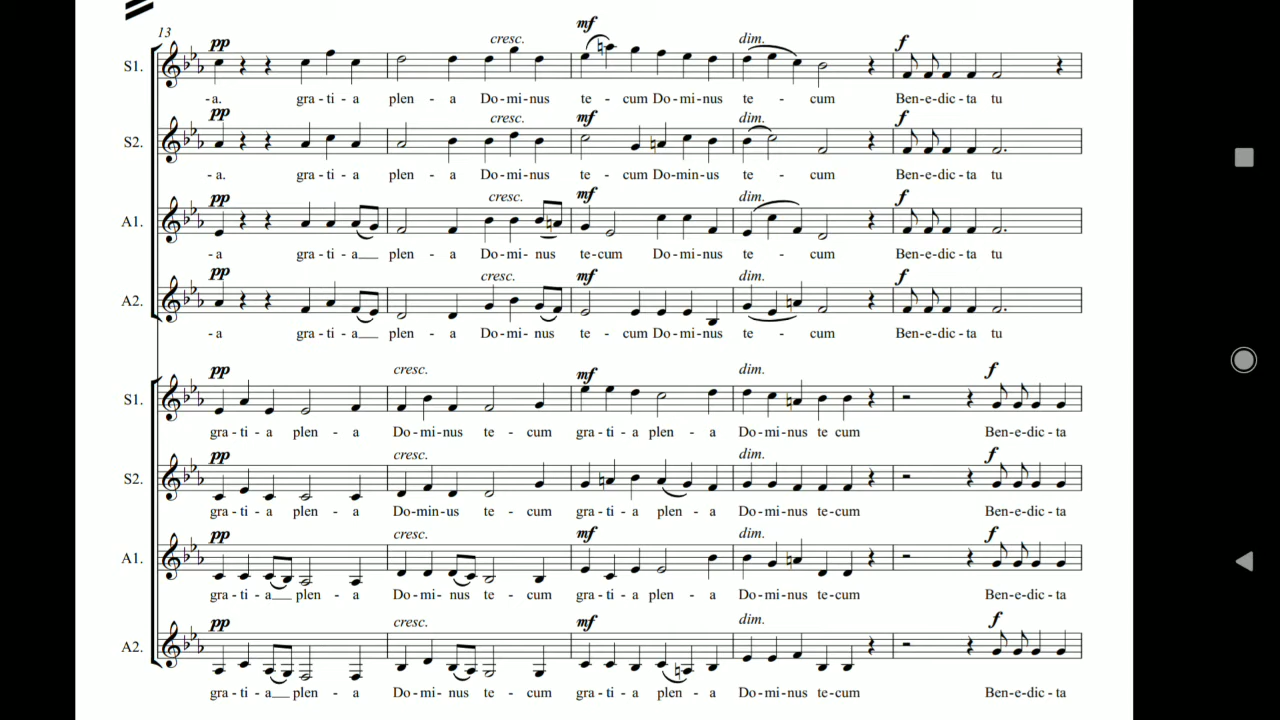 13
pp cresc. mf dim. f
S1.
-a. gra-ti-a plen-a Do-mi-nus te-cum Do-mi-nus te-cum Ben-e-dic-ta tu
pp cresc. mf dim. f
S2.
-a. gra-ti-a plen-a Do-mi-nus te-cum Do-min-us te-cum Ben-e-dic-ta tu
pp cresc. mf dim. f
A1.
-a gra-ti-a plen-a Do-mi-nus te-cum Do-mi-nus te-cum Ben-e-dic-ta tu
pp cresc. mf dim. f
A2.
-a gra-ti-a plen-a Do-mi-nus te-cum Do-mi-nus te-cum Ben-e-dic-ta tu
pp cresc. mf dim. f
S1.
gra-ti-a plen-a Do-mi-nus te-cum gra-ti-a plen-a Do-mi-nus te cum Ben-e-dic-ta
pp cresc. dim. f
S2.
gra-ti-a plen-a Do-min-us te-cum gra-ti-a plen-a Do-mi-nus te-cum Ben-e-dic-ta
pp cresc. mf dim. f
A1.
gra-ti-a plen-a Do-mi-nus te-cum gra-ti-a plen-a Do-mi-nus te-cum Ben-e-dic-ta
pp cresc. mf dim. f
A2.
gra-ti-a plen-a Do-mi-nus te-cum gra-ti-a plen-a Do-mi-nus te-cum Ben-e-dic-ta